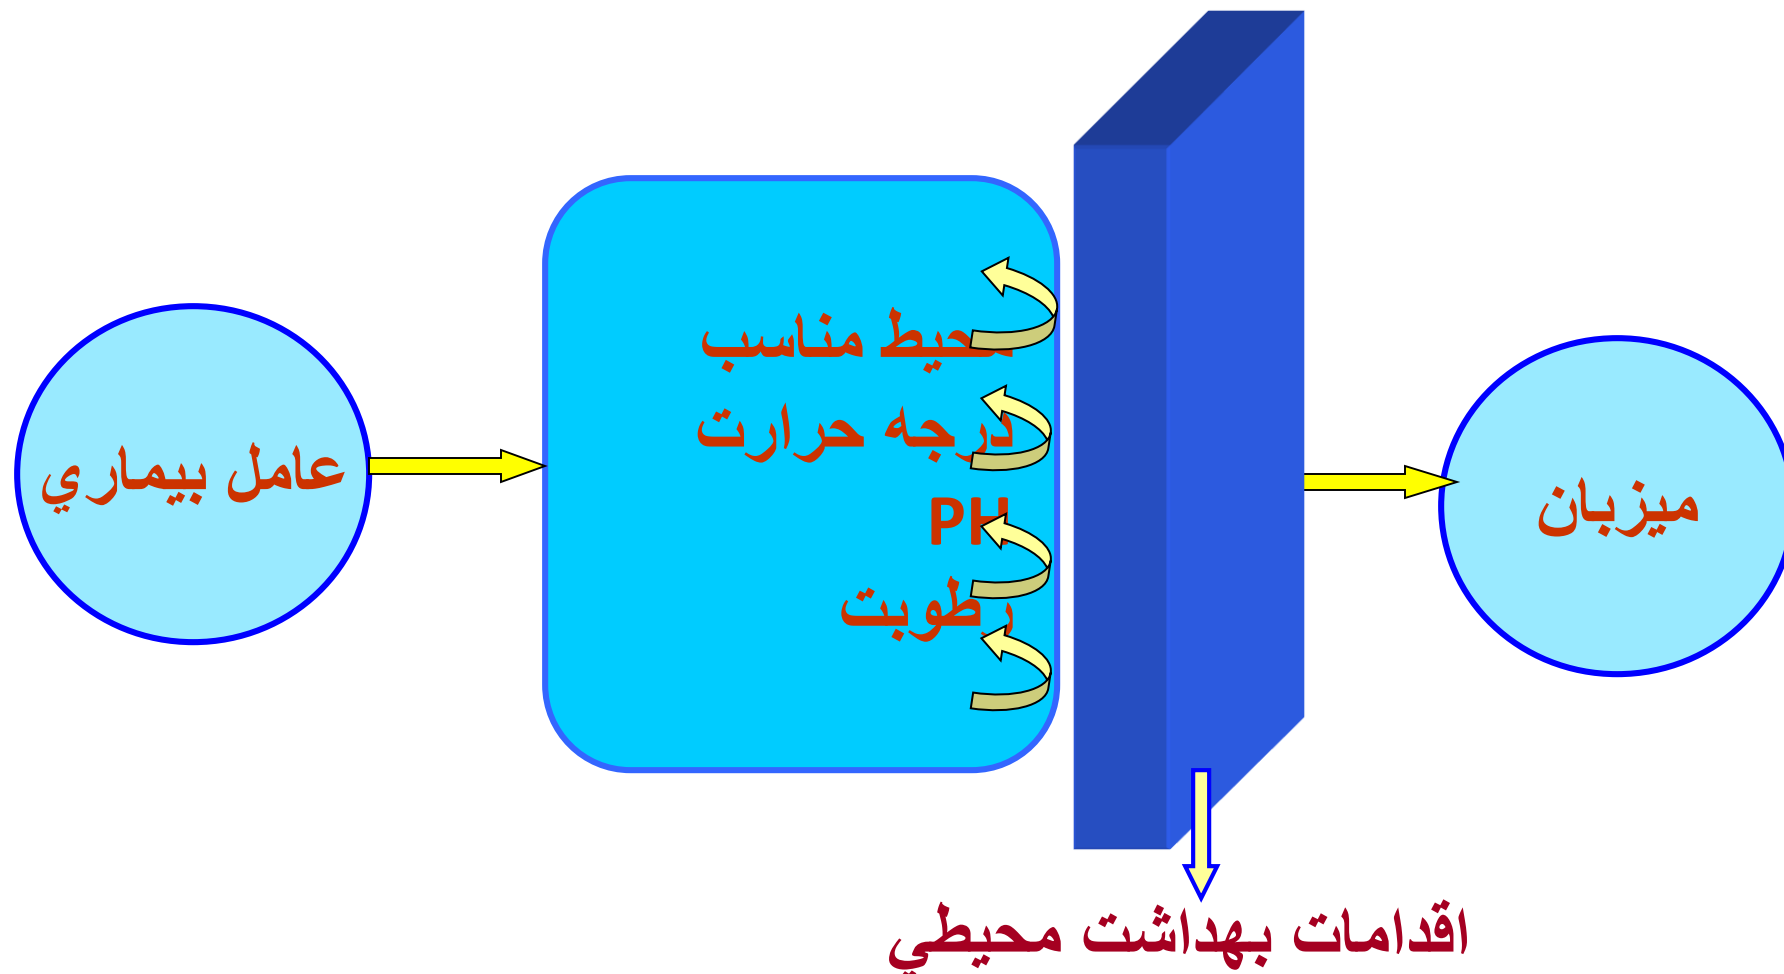 عامل بيماري
محيط مناسب
درجه حرارت
PH
رطوبت
ميزبان
اقدامات بهداشت محيطي